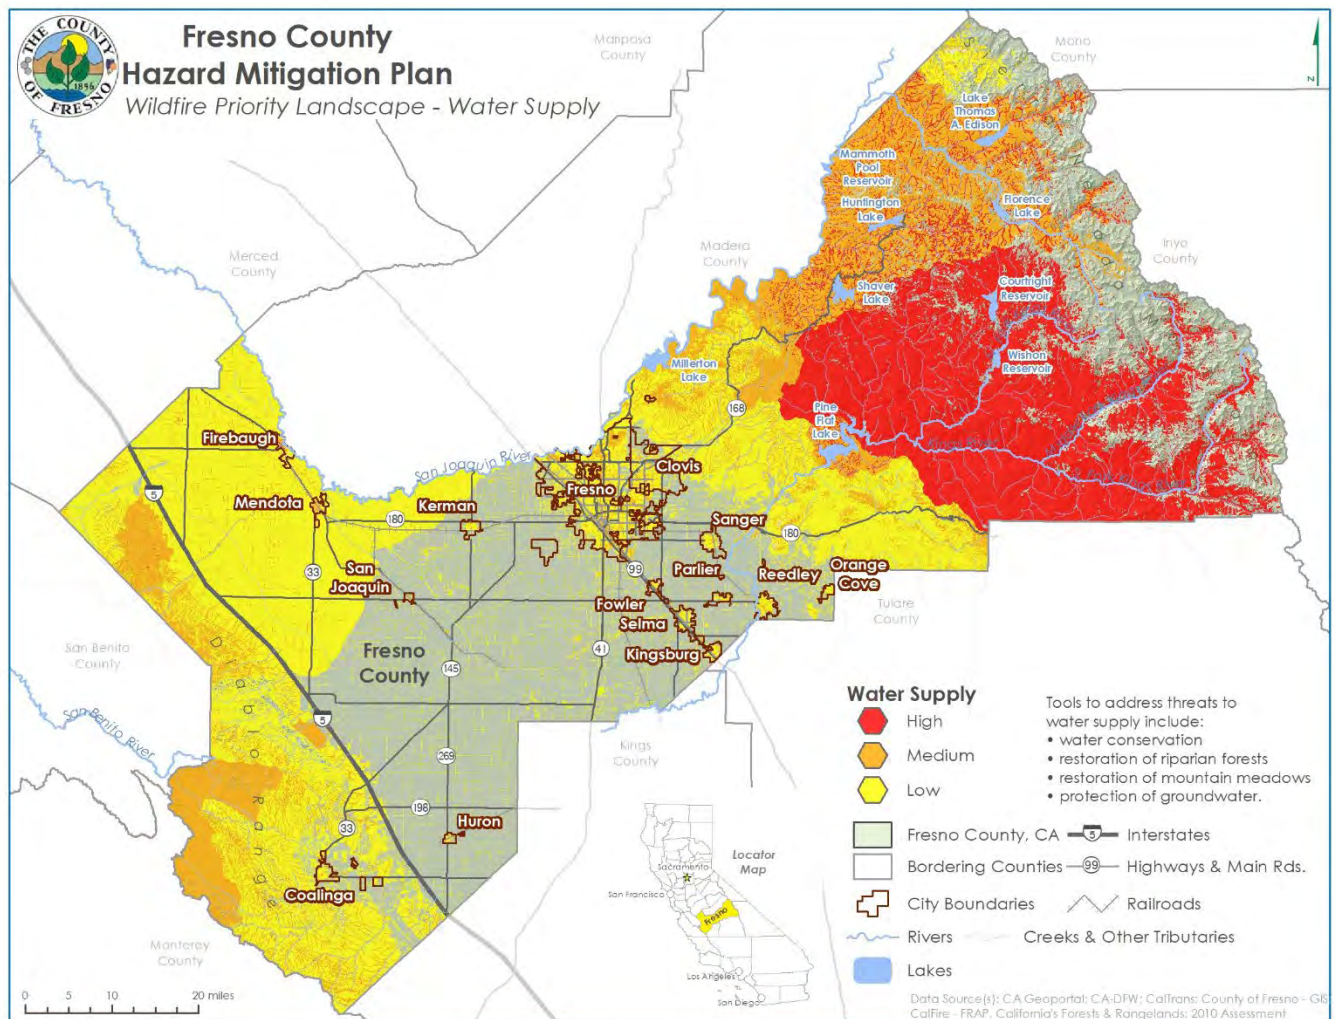 THE COUNTY
OF FRESNO
1856
Fresno County
Hazard Mitigation Plan
Wildfire Priority Landscape - Water Supply
Mariposa
County
Mono
County
N
Lake
Thomas
A. Edison
Mammoth
Pool
Reservoir
Huntington
Lake
Florence
Lake
Merced
County
Madera
County
Inyo
County
Shaver
Lake
Courtright
Reservoir
Wishon
Reservoir
Millerton
Lake
168
Pine
Flat
Lake
Kings River
Firebaugh
San Joaquin River
Clovis
Fresno
5
Mendota
Kerman
180
Sanger
180
33
San
Joaquin
99
Parlier
Reedley
Orange
Cove
Fowler
Selma
Tulare
County
Fresno
County
41
Kingsburg
145
San Benito
County
San Benito River
Diablo Range
5
Kings
County
269
198
Huron
33
Coalinga
Monterey
County
0 5 10 20 miles
Water Supply
High
Medium
Low
Tools to address threats to
water supply include:
• water conservation
• restoration of riparian forests
• restoration of mountain meadows
• protection of groundwater.
Fresno County, CA
5 Interstates
Bordering Counties
99 Highways & Main Rds.
City Boundaries
Railroads
Rivers
Creeks & Other Tributaries
Lakes
Locator
Map
Sacramento
San Francisco
Fresno
Los Angeles
San Diego
Data Source(s): CA Geoportal; CA-DFW; CalTrans; County of Fresno - GIS
CalFire - FRAP, California's Forests & Rangelands: 2010 Assessment